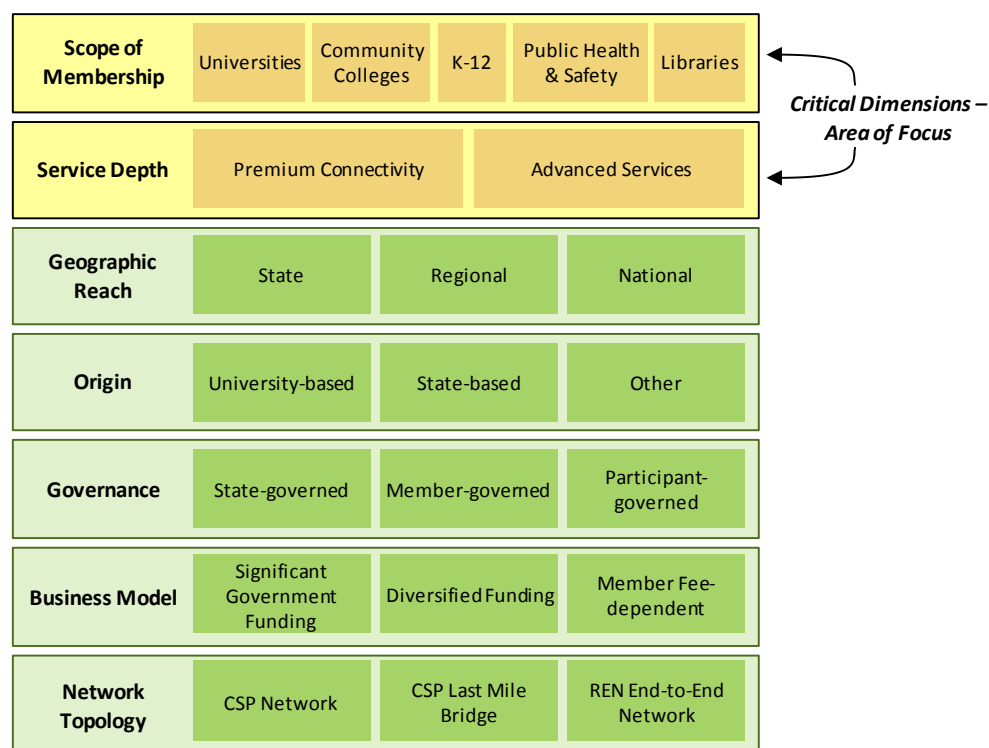 Scope of
Membership
Universities
Community
Colleges
K-12
Public Health
& Safety
Libraries
Critical Dimensions –
Area of Focus
Service Depth
Premium Connectivity
Advanced Services
Geographic
Reach
State
Regional
National
Origin
University-based
State-based
Other
Governance
State-governed
Member-governed
Participant-
governed
Business Model
Significant
Government
Funding
Diversified Funding
Member Fee-
dependent
Network
Topology
CSP Network
CSP Last Mile
Bridge
REN End-to-End
Network